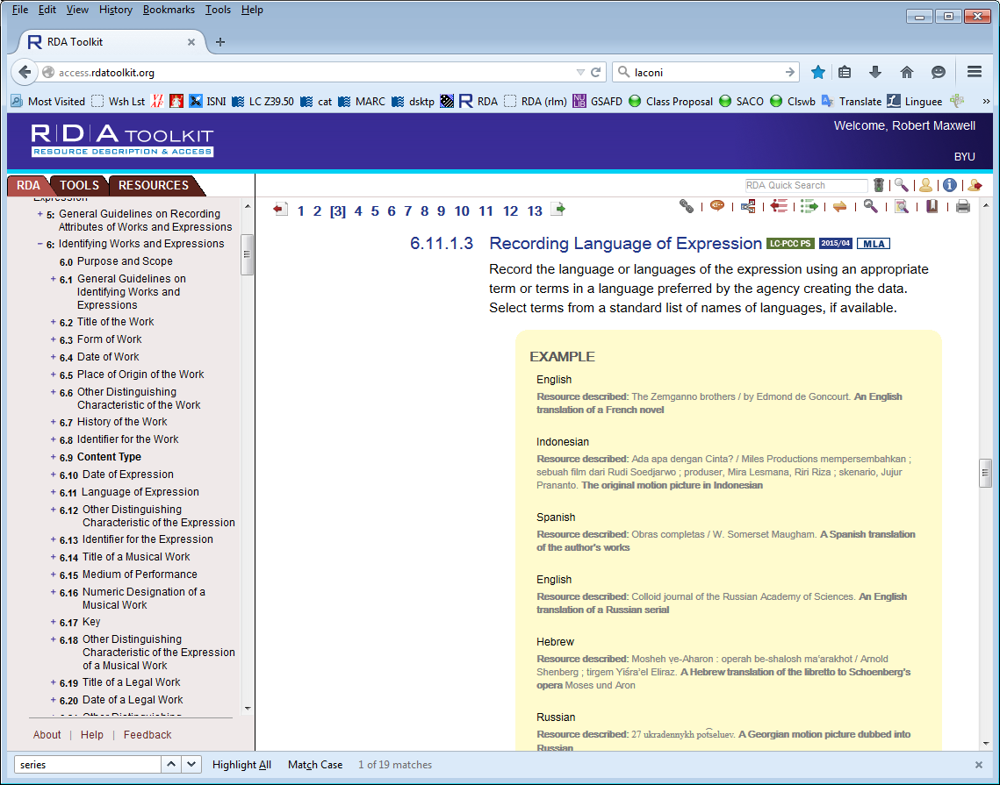 File Edit View History Bookmarks Tools Help
RDA Toolkit
access.rdatoolkit.org
laconi
Most Visited Wsh Lst ISNI LC Z39.50 cat MARC dsktp RDA RDA (rlm) GSAFD Class Proposal SACO Clswb Translate Linguee »
R|D|A TOOLKIT
RESOURCE DESCRIPTION & ACCESS
Welcome, Robert Maxwell
BYU
RDA TOOLS RESOURCES
RDA Quick Search
Expression
+ 5: General Guidelines on Recording
Attributes of Works and Expressions
− 6: Identifying Works and Expressions
6.0 Purpose and Scope
+ 6.1 General Guidelines on
Identifying Works and
Expressions
+ 6.2 Title of the Work
+ 6.3 Form of Work
+ 6.4 Date of Work
+ 6.5 Place of Origin of the Work
+ 6.6 Other Distinguishing
Characteristic of the Work
+ 6.7 History of the Work
+ 6.8 Identifier for the Work
+ 6.9 Content Type
+ 6.10 Date of Expression
+ 6.11 Language of Expression
+ 6.12 Other Distinguishing
Characteristic of the Expression
+ 6.13 Identifier for the Expression
+ 6.14 Title of a Musical Work
+ 6.15 Medium of Performance
+ 6.16 Numeric Designation of a
Musical Work
+ 6.17 Key
+ 6.18 Other Distinguishing
Characteristic of the Expression
of a Musical Work
+ 6.19 Title of a Legal Work
+ 6.20 Date of a Legal Work
About | Help | Feedback
1 2 [3] 4 5 6 7 8 9 10 11 12 13
6.11.1.3 Recording Language of Expression LC-PCC PS 2015/04 MLA
Record the language or languages of the expression using an appropriate
term or terms in a language preferred by the agency creating the data.
Select terms from a standard list of names of languages, if available.
EXAMPLE
English
Resource described: The Zemganno brothers / by Edmond de Goncourt. An English
translation of a French novel
Indonesian
Resource described: Ada apa dengan Cinta? / Miles Productions mempersembahkan ;
sebuah film dari Rudi Soedjarwo ; produser, Mira Lesmana, Riri Riza ; skenario, Jujur
Prananto. The original motion picture in Indonesian
Spanish
Resource described: Obras completas / W. Somerset Maugham. A Spanish translation
of the author's works
English
Resource described: Colloid journal of the Russian Academy of Sciences. An English
translation of a Russian serial
Hebrew
Resource described: Mosheh ṿe-Aharon : operah be-shalosh maʻarakhot / Arnold
Shenberg ; tirgem Yiśra'el Eliraz. A Hebrew translation of the libretto to Schoenberg's
opera Moses und Aron
Russian
Resource described: 27 ukradennykh pot͡seluev. A Georgian motion picture dubbed into
Russian
series Highlight All Match Case 1 of 19 matches